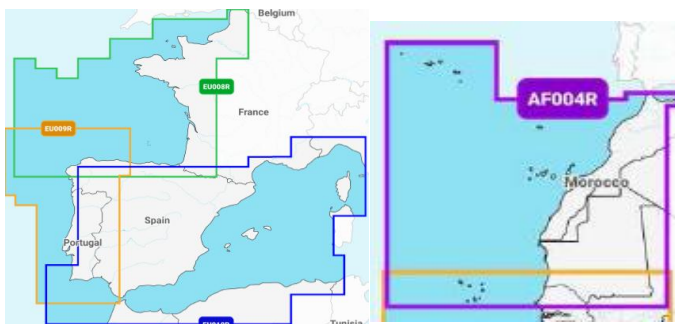 Belgium
EU008R
France
EU009R
Spain
Portugal
Tunisia
AF004R
Morocco